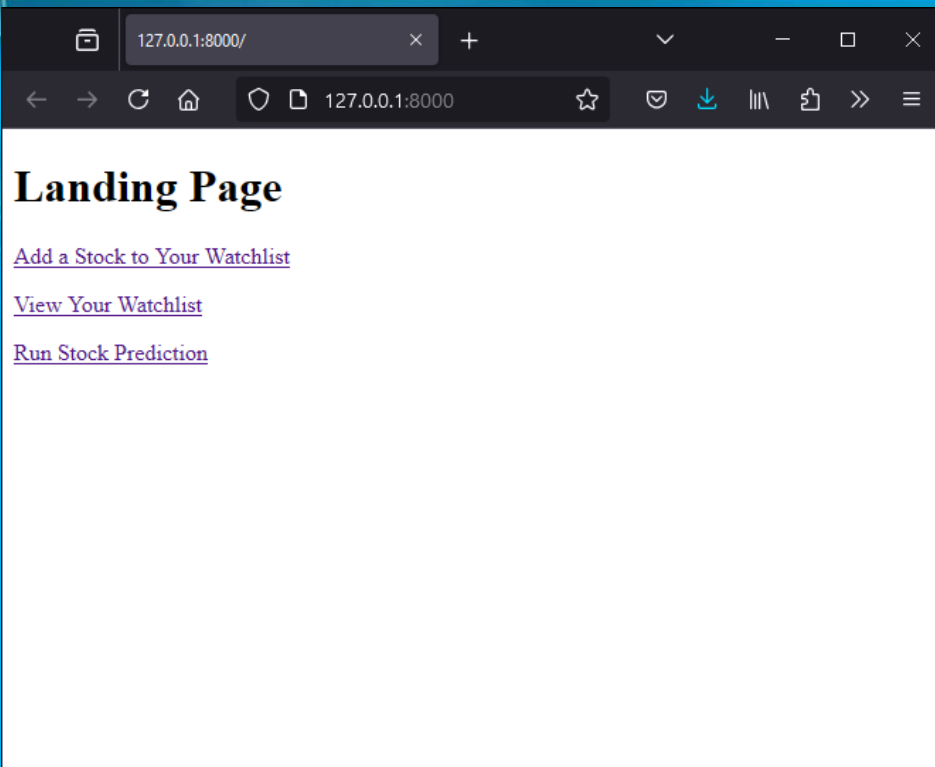 127.0.0.1:8000/
127.0.0.1:8000
Landing Page
Add a Stock to Your Watchlist
View Your Watchlist
Run Stock Prediction